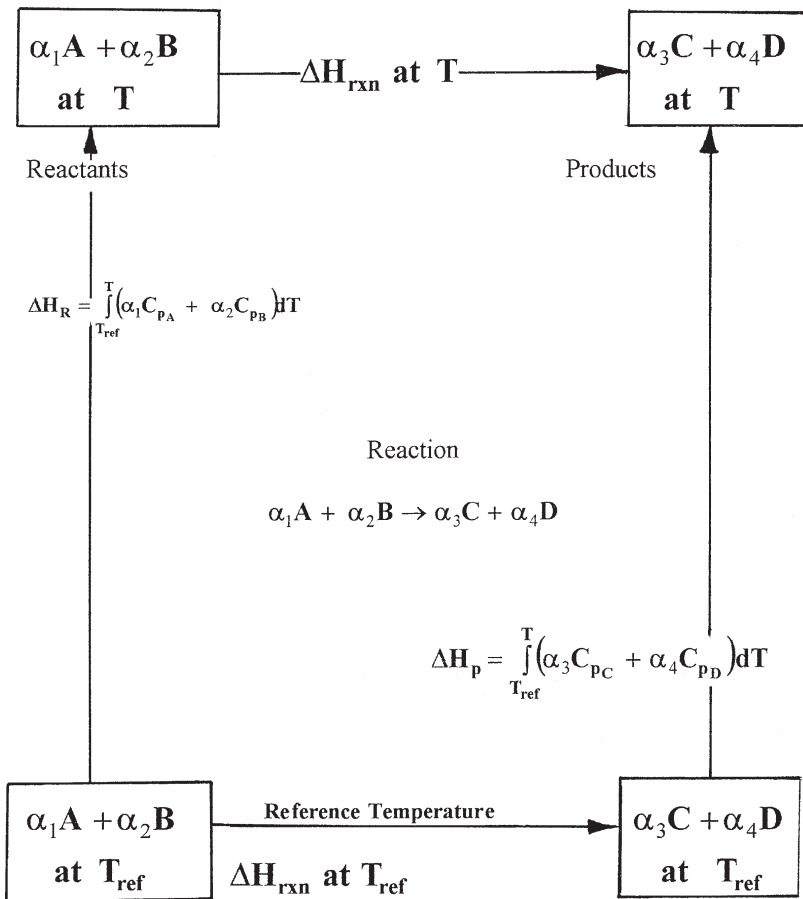 α₁A + α₂B
at T
ΔH_rxn at T
α₃C + α₄D
at T
Reactants
Products
ΔH_R = ∫_{T_ref}^{T} (α₁C_{p_A} + α₂C_{p_B})dT
Reaction
α₁A + α₂B → α₃C + α₄D
ΔH_p = ∫_{T_ref}^{T} (α₃C_{p_C} + α₄C_{p_D})dT
α₁A + α₂B
at T_ref
Reference Temperature
ΔH_rxn at T_ref
α₃C + α₄D
at T_ref